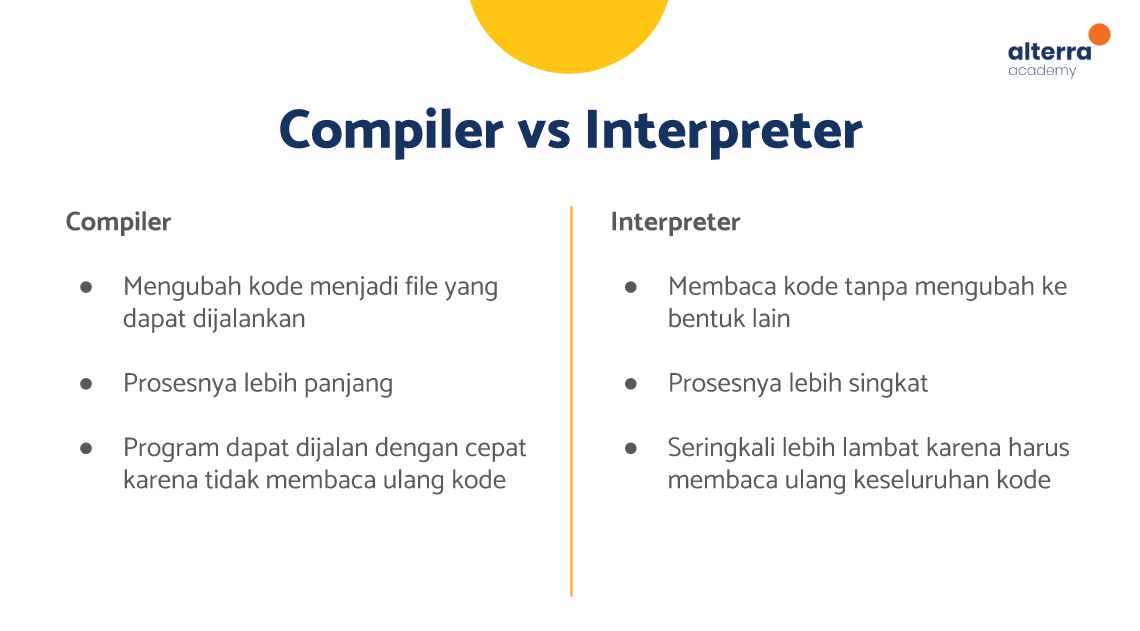 alterra
academy
Compiler vs Interpreter
Compiler
● Mengubah kode menjadi file yang
dapat dijalankan
● Prosesnya lebih panjang
● Program dapat dijalan dengan cepat
karena tidak membaca ulang kode
Interpreter
● Membaca kode tanpa mengubah ke
bentuk lain
● Prosesnya lebih singkat
● Seringkali lebih lambat karena harus
membaca ulang keseluruhan kode